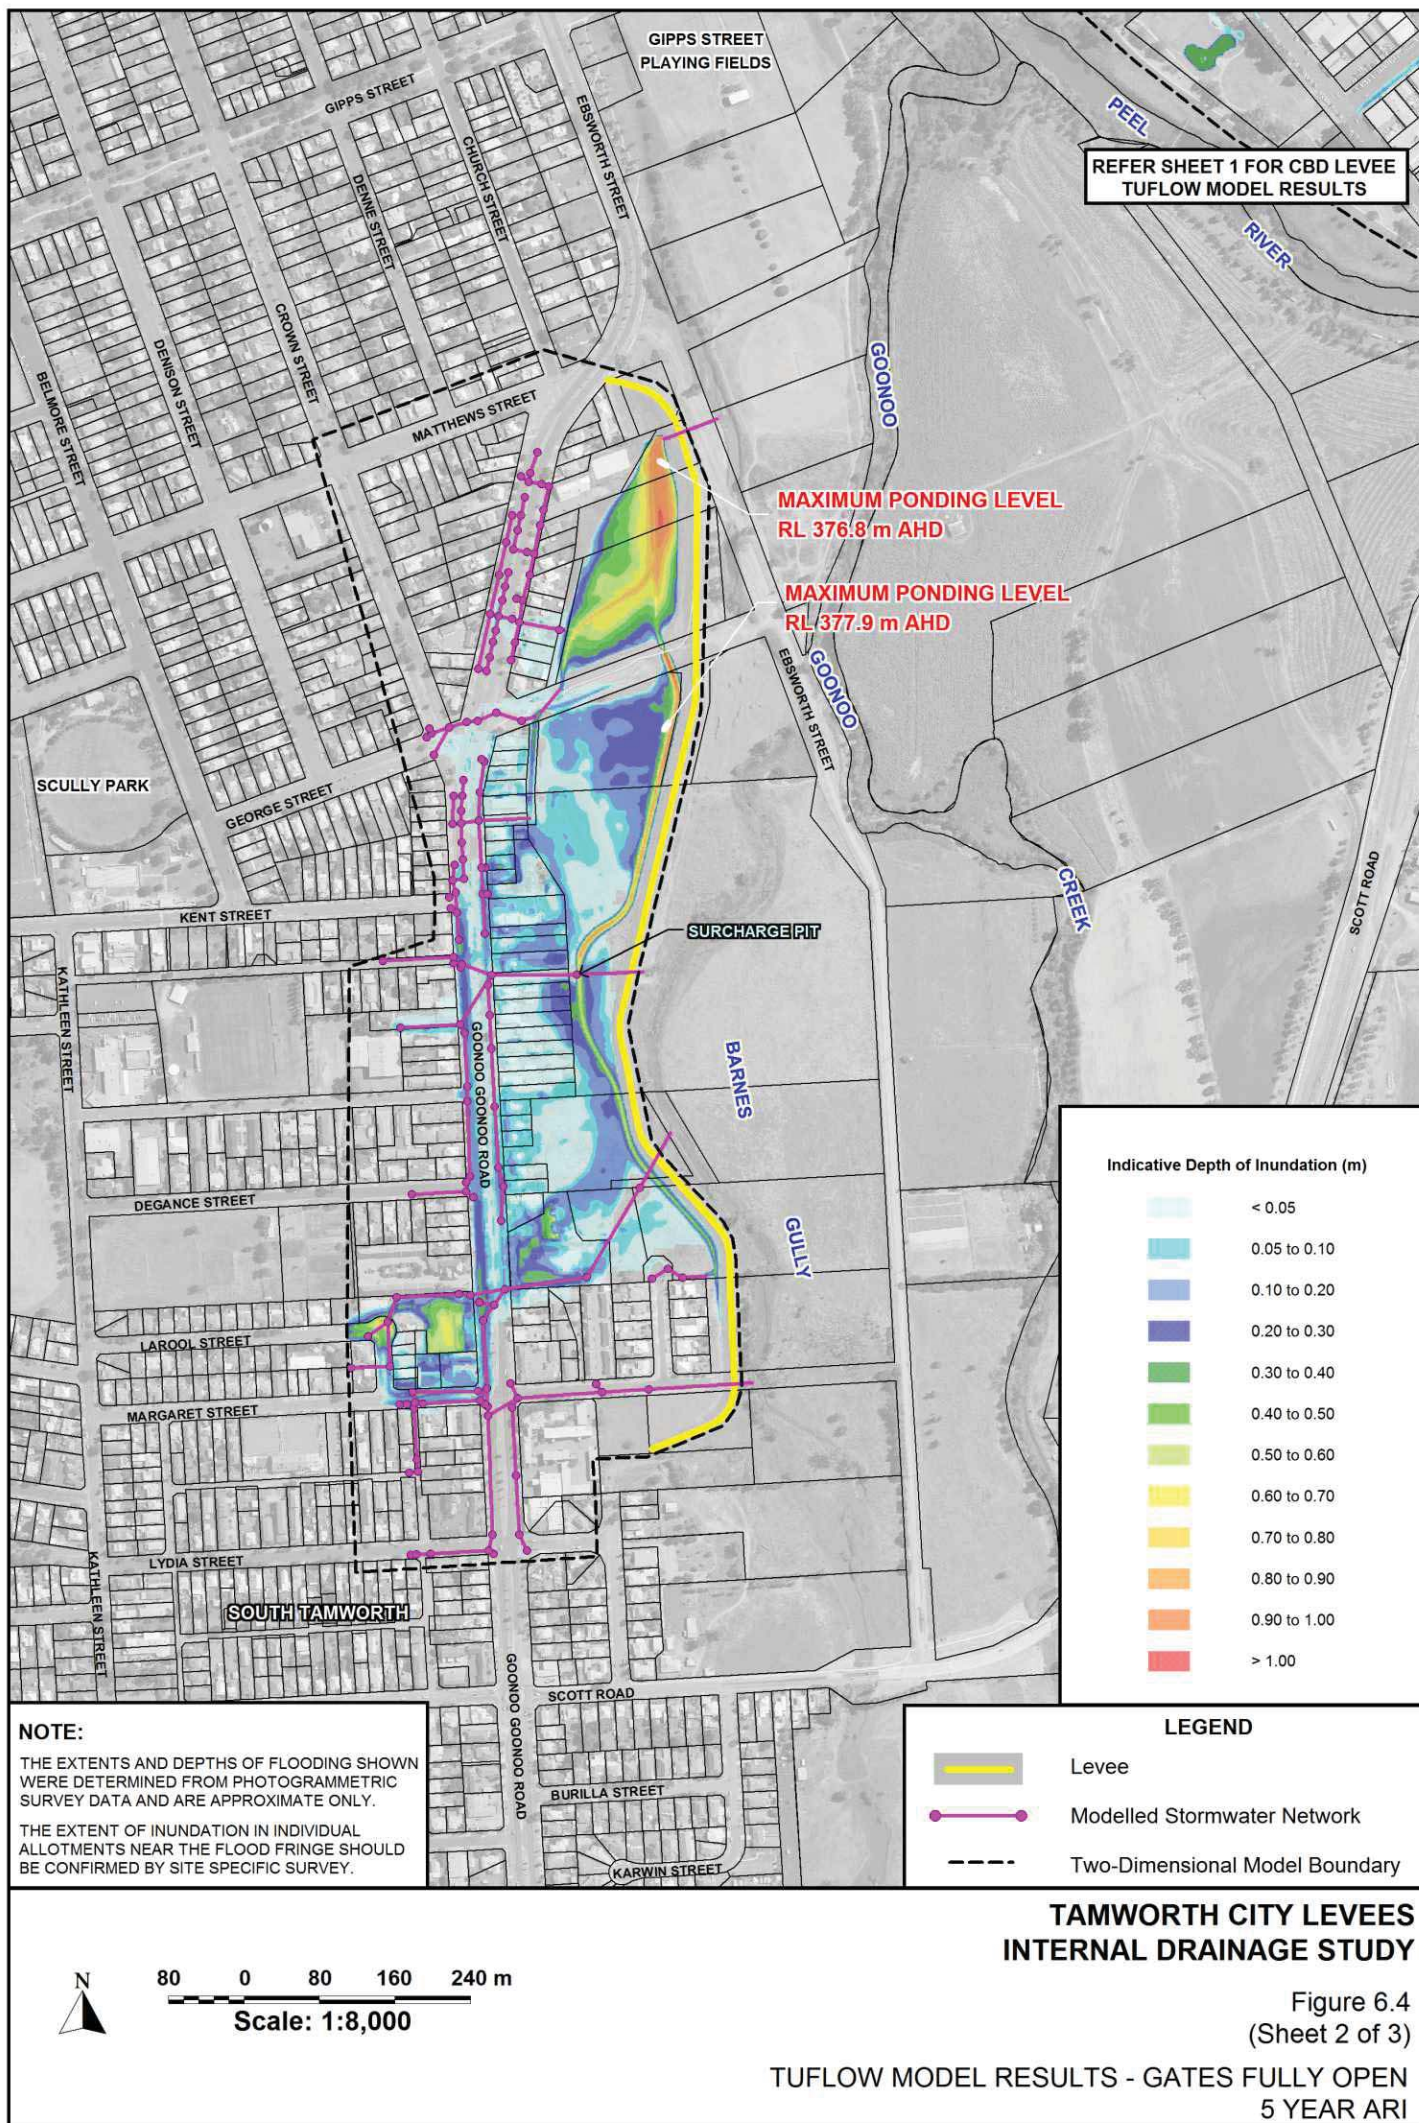 GIPPS STREET
PLAYING FIELDS
GIPPS STREET
EBSWORTH STREET
CHURCH STREET
DENNE STREET
CROWN STREET
DENISON STREET
BELMORE STREET
MATTHEWS STREET
PEEL
RIVER
REFER SHEET 1 FOR CBD LEVEE
TUFLOW MODEL RESULTS
GOONOO
MAXIMUM PONDING LEVEL
RL 376.8 m AHD
MAXIMUM PONDING LEVEL
RL 377.9 m AHD
GOONOO
EBSWORTH STREET
CREEK
SCOTT ROAD
SCULLY PARK
GEORGE STREET
KENT STREET
SURCHARGE PIT
KATHLEEN STREET
GOONOO GOONOO ROAD
BARNES
GULLY
DEGANCE STREET
LAROOL STREET
MARGARET STREET
LYDIA STREET
KATHLEEN STREET
SOUTH TAMWORTH
GOONOO GOONOO ROAD
SCOTT ROAD
BURILLA STREET
KARWIN STREET
Indicative Depth of Inundation (m)
< 0.05
0.05 to 0.10
0.10 to 0.20
0.20 to 0.30
0.30 to 0.40
0.40 to 0.50
0.50 to 0.60
0.60 to 0.70
0.70 to 0.80
0.80 to 0.90
0.90 to 1.00
> 1.00
NOTE:
THE EXTENTS AND DEPTHS OF FLOODING SHOWN
WERE DETERMINED FROM PHOTOGRAMMETRIC
SURVEY DATA AND ARE APPROXIMATE ONLY.
THE EXTENT OF INUNDATION IN INDIVIDUAL
ALLOTMENTS NEAR THE FLOOD FRINGE SHOULD
BE CONFIRMED BY SITE SPECIFIC SURVEY.
LEGEND
Levee
Modelled Stormwater Network
Two-Dimensional Model Boundary
N
80 0 80 160 240 m
Scale: 1:8,000
TAMWORTH CITY LEVEES
INTERNAL DRAINAGE STUDY
Figure 6.4
(Sheet 2 of 3)
TUFLOW MODEL RESULTS - GATES FULLY OPEN
5 YEAR ARI